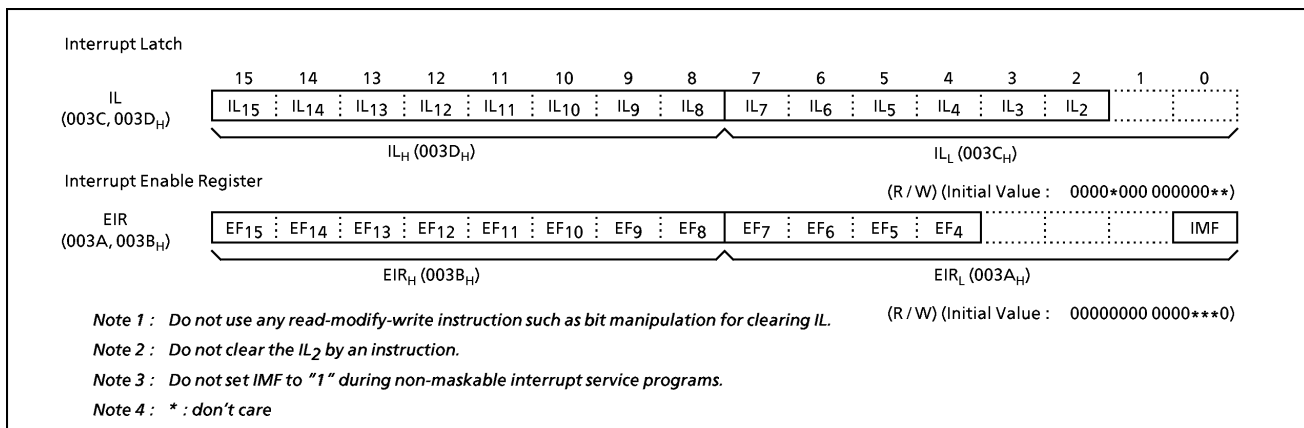 Interrupt Latch
15 14 13 12 11 10 9 8 7 6 5 4 3 2 1 0
IL
(003C, 003DH)
IL15 IL14 IL13 IL12 IL11 IL10 IL9 IL8 IL7 IL6 IL5 IL4 IL3 IL2
ILH (003DH) ILL (003CH)
Interrupt Enable Register
(R / W) (Initial Value : 0000*000 000000**)
EIR
(003A, 003BH)
EF15 EF14 EF13 EF12 EF11 EF10 EF9 EF8 EF7 EF6 EF5 EF4 IMF
EIRH (003BH) EIRL (003AH)
(R / W) (Initial Value : 00000000 0000***0)
Note 1 : Do not use any read-modify-write instruction such as bit manipulation for clearing IL.
Note 2 : Do not clear the IL2 by an instruction.
Note 3 : Do not set IMF to "1" during non-maskable interrupt service programs.
Note 4 : * : don't care